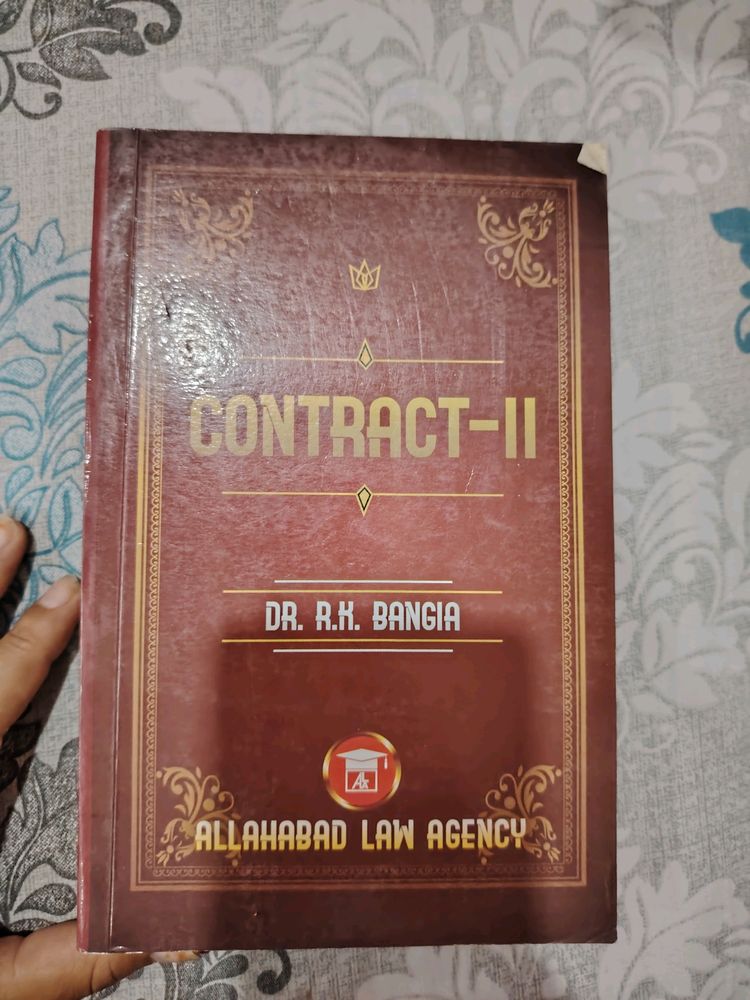 CONTRACT-II
DR. R.K. BANGIA
ALLAHABAD LAW AGENCY